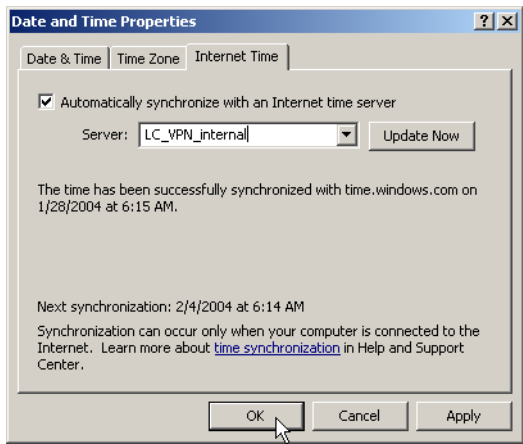 Date and Time Properties
Date & Time Time Zone Internet Time
Automatically synchronize with an Internet time server
Server: LC_VPN_internal Update Now
The time has been successfully synchronized with time.windows.com on
1/28/2004 at 6:15 AM.
Next synchronization: 2/4/2004 at 6:14 AM
Synchronization can occur only when your computer is connected to the
Internet. Learn more about time synchronization in Help and Support
Center.
OK Cancel Apply